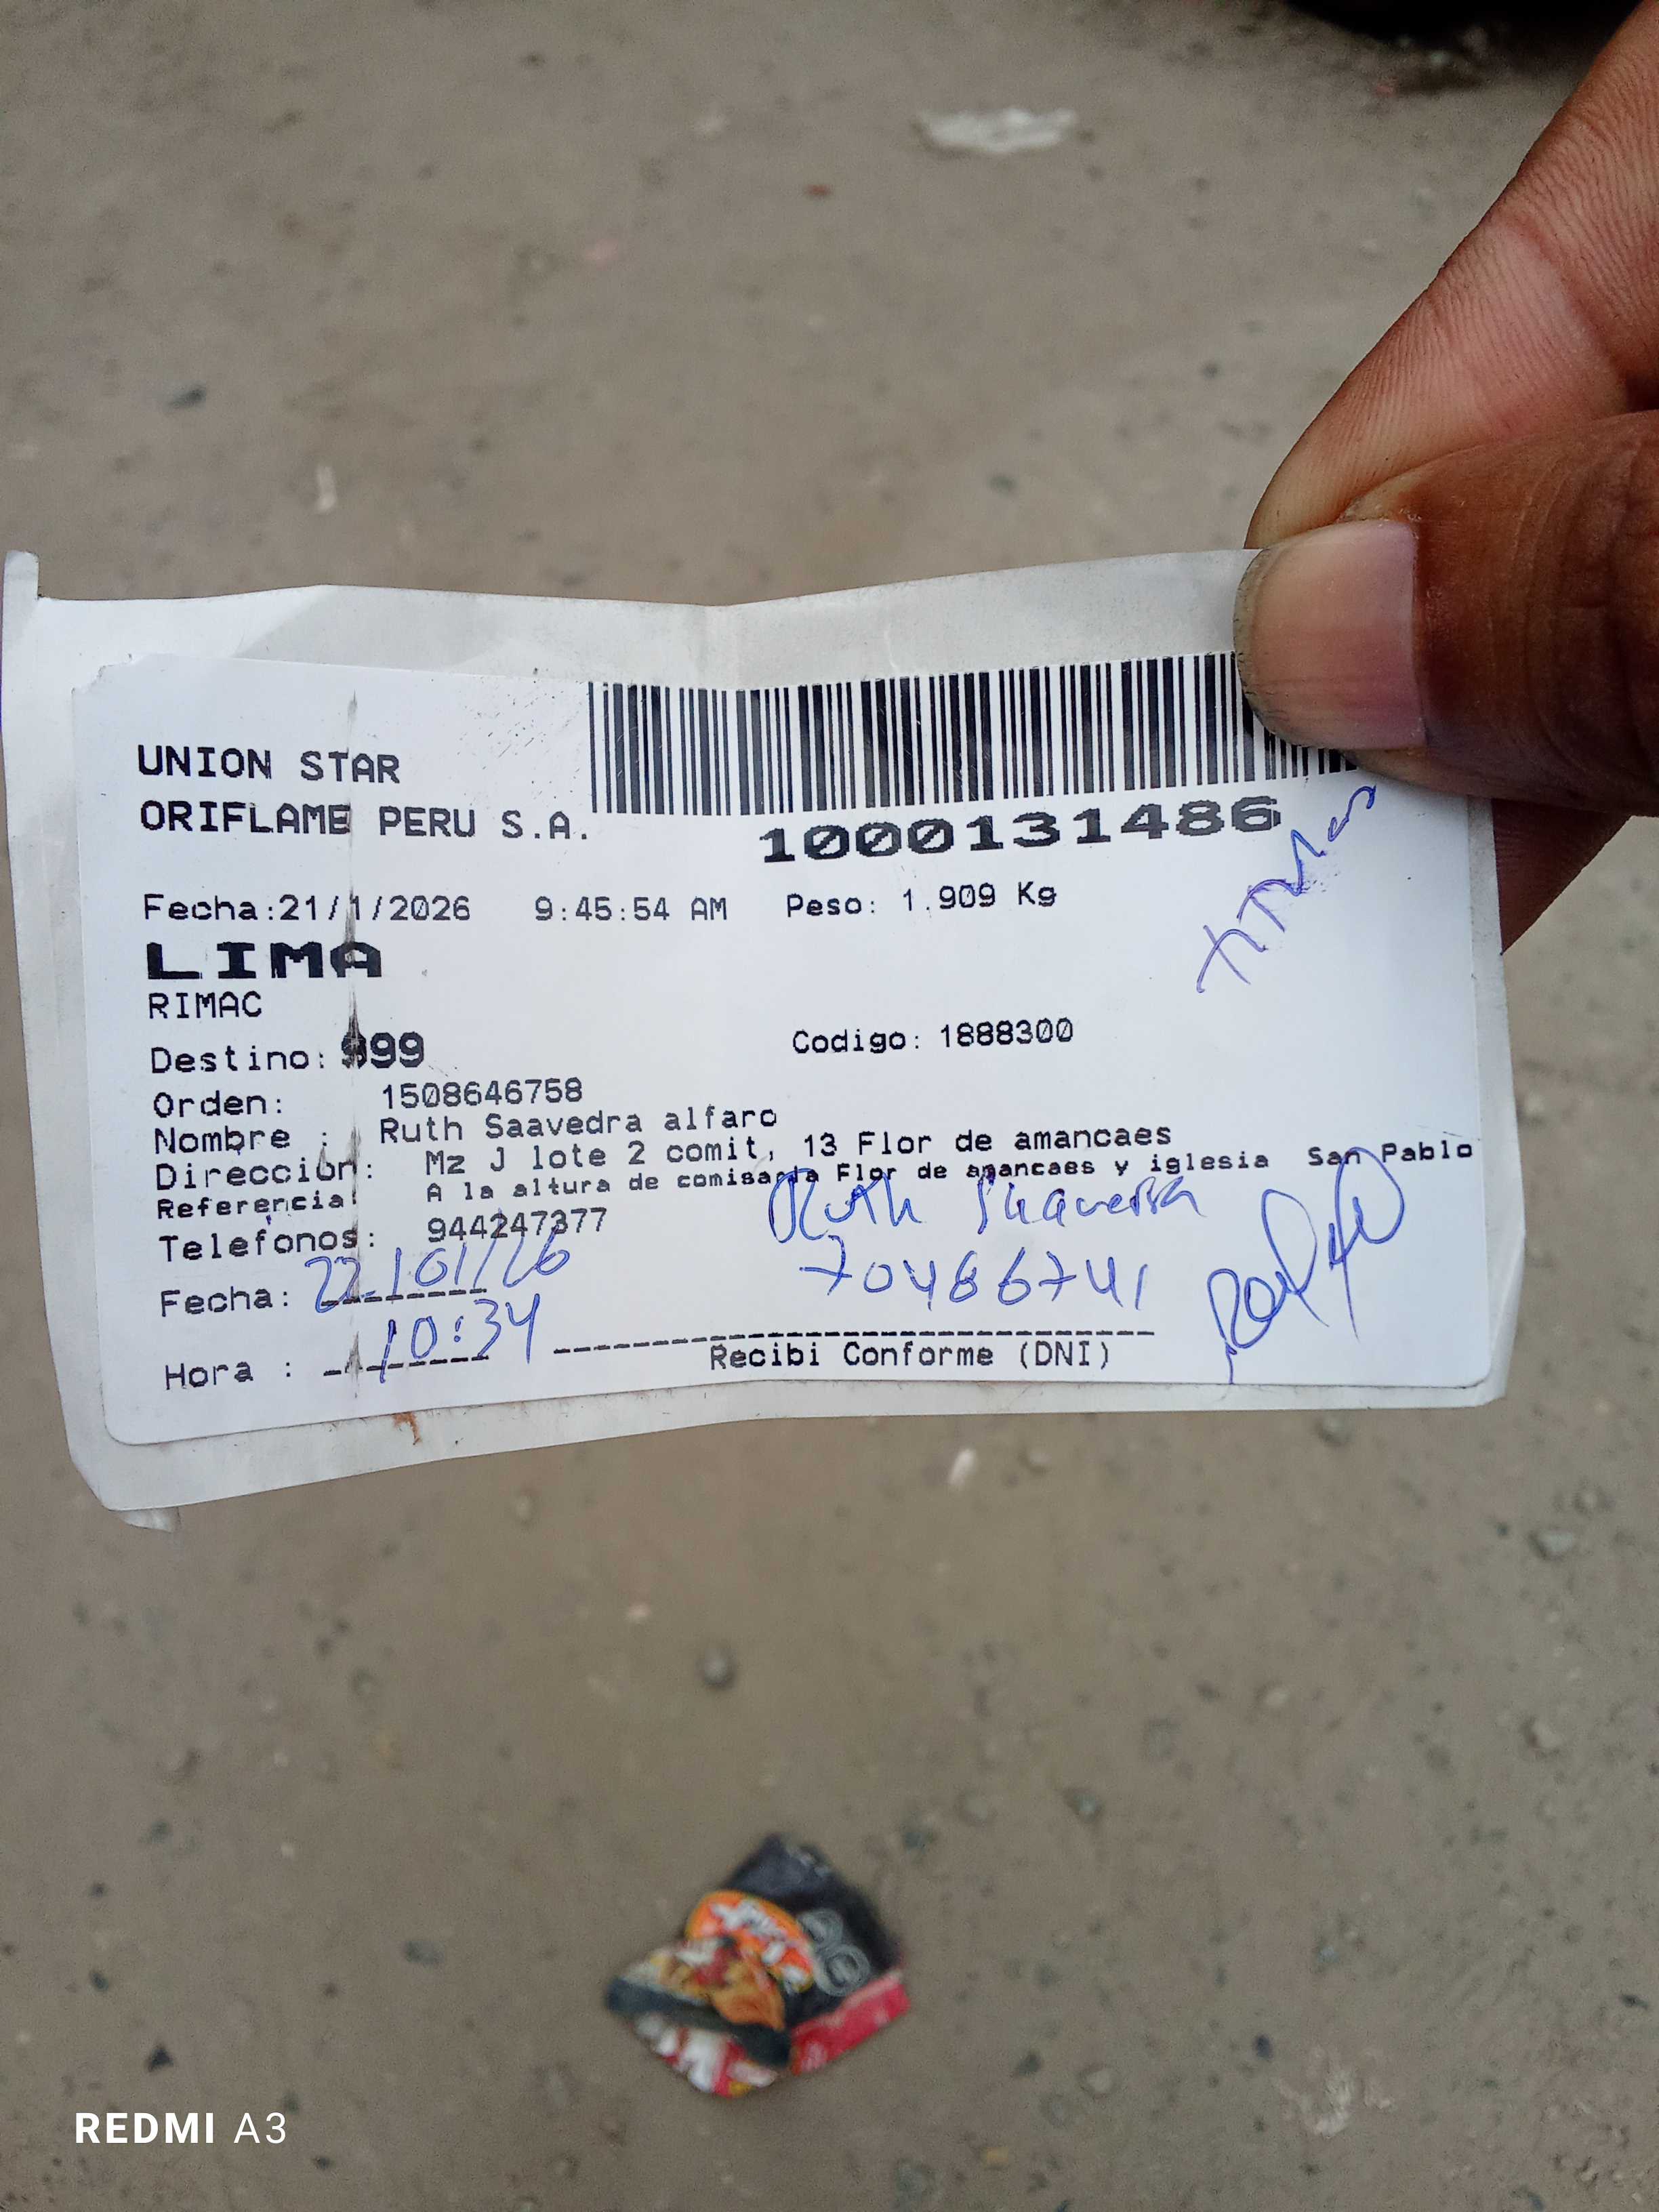 UNION STAR
ORIFLAME PERU S.A.
1000131486
Fecha:21/1/2026 9:45:54 AM Peso: 1.909 Kg
Titular
LIMA
RIMAC
Destino: 999 Codigo: 1888300
Orden: 1508646758
Nombre : Ruth Saavedra alfaro
Direccion: Mz J lote 2 comit, 13 Flor de amancaes
Referencia: A la altura de comisaria Flor de amancaes y iglesia San Pablo
Telefonos: 944247377
Ruth Saavedra
Fecha: 22/01/26 70486741
Hora : 10:34
Recibi Conforme (DNI)
REDMI A3